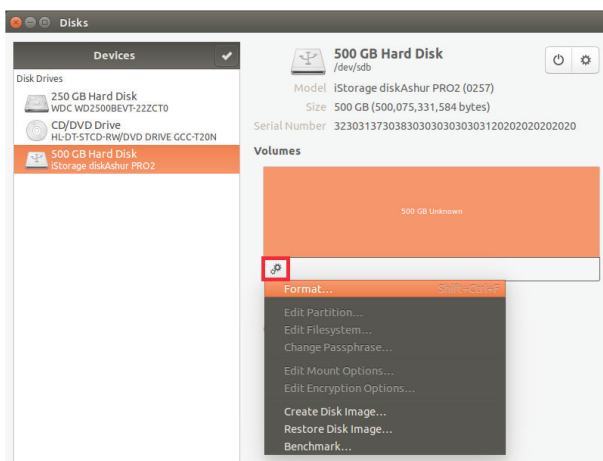 Disks
Devices
Disk Drives
250 GB Hard Disk
WDC WD2500BEVT-22ZCT0
CD/DVD Drive
HL-DT-STCD-RW/DVD DRIVE GCC-T20N
500 GB Hard Disk
iStorage diskAshur PRO2
500 GB Hard Disk
/dev/sdb
Model iStorage diskAshur PRO2 (0257)
Size 500 GB (500,075,331,584 bytes)
Serial Number 32303137303830303030303031202020202020
Volumes
500 GB Unknown
Format... Shift+Ctrl+F
Edit Partition...
Edit Filesystem...
Change Passphrase...
Edit Mount Options...
Edit Encryption Options...
Create Disk Image...
Restore Disk Image...
Benchmark...